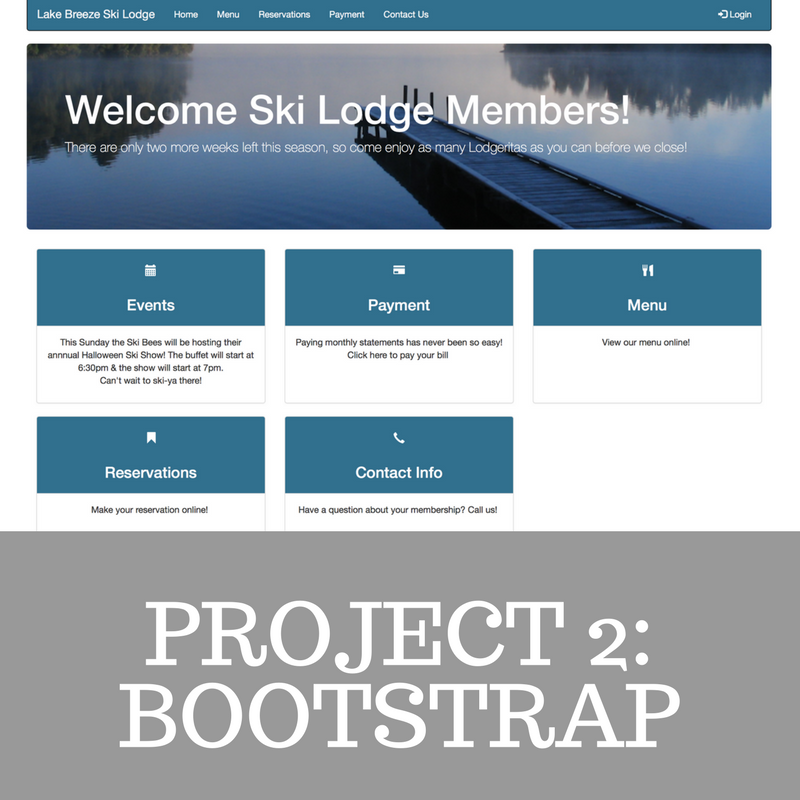 Lake Breeze Ski Lodge Home Menu Reservations Payment Contact Us Login
Welcome Ski Lodge Members!
There are only two more weeks left this season, so come enjoy as many Lodgeritas as you can before we close!
Events
This Sunday the Ski Bees will be hosting their
annnual Halloween Ski Show! The buffet will start at
6:30pm & the show will start at 7pm.
Can't wait to ski-ya there!
Payment
Paying monthly statements has never been so easy!
Click here to pay your bill
Menu
View our menu online!
Reservations
Make your reservation online!
Contact Info
Have a question about your membership? Call us!
PROJECT 2:
BOOTSTRAP